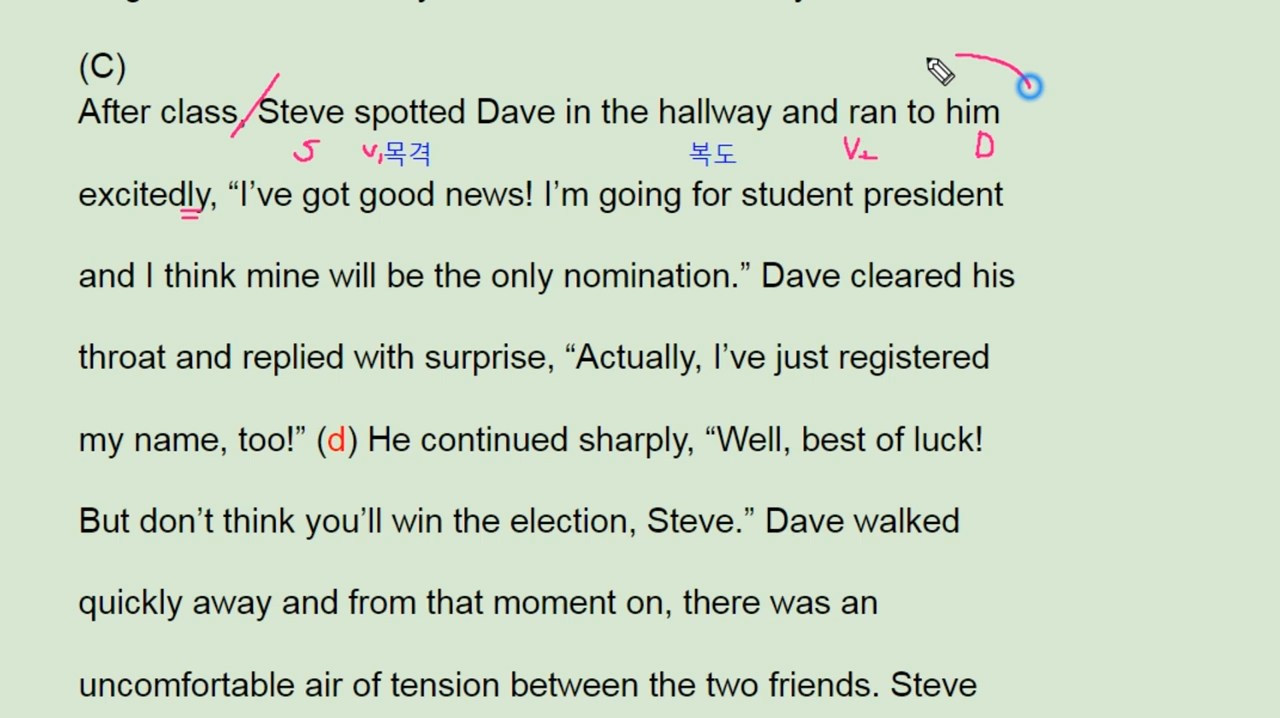 (C)
After class, Steve spotted Dave in the hallway and ran to him
S V₁ 목격 복도 V₂ D
excitedly, “I’ve got good news! I’m going for student president
and I think mine will be the only nomination.” Dave cleared his
throat and replied with surprise, “Actually, I’ve just registered
my name, too!” (d) He continued sharply, “Well, best of luck!
But don’t think you’ll win the election, Steve.” Dave walked
quickly away and from that moment on, there was an
uncomfortable air of tension between the two friends. Steve